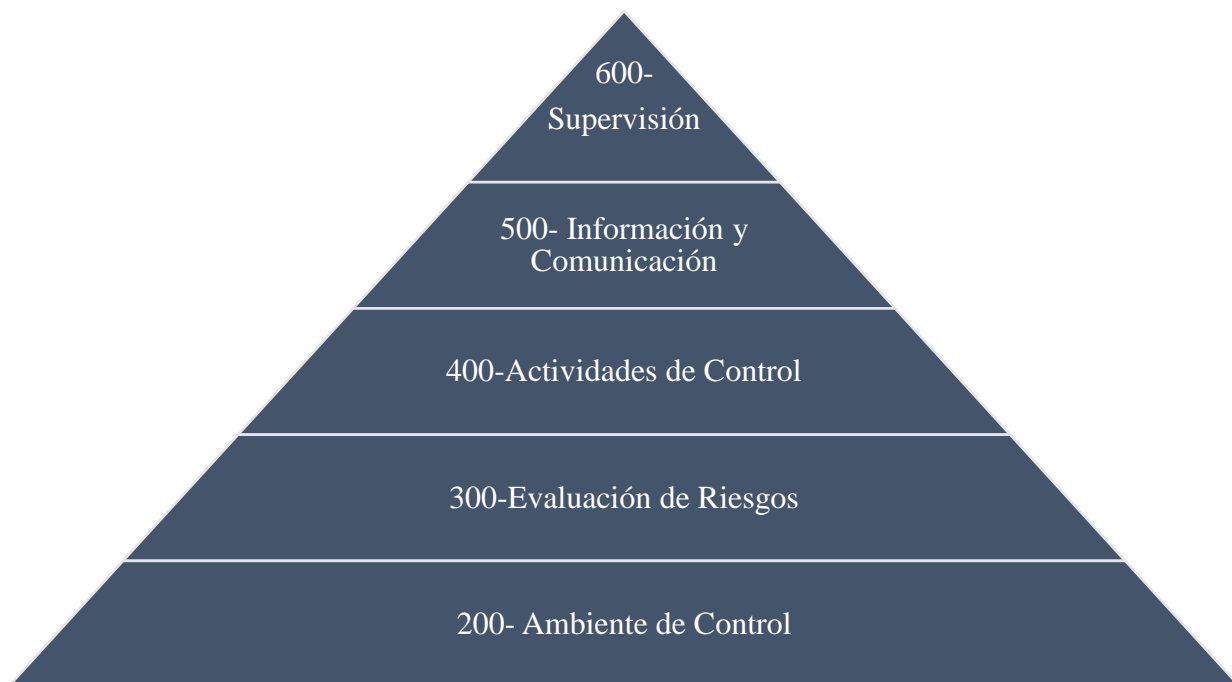 600-
Supervisión
500- Información y
Comunicación
400-Actividades de Control
300-Evaluación de Riesgos
200- Ambiente de Control